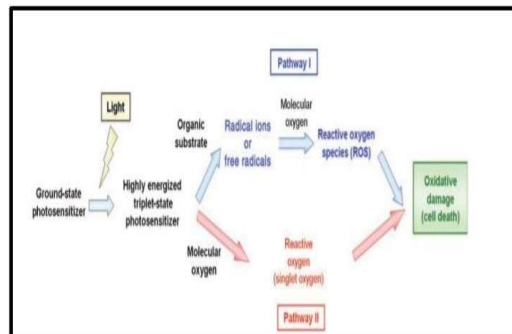 Pathway I
Light
Organic
substrate
Radical ions
or
free radicals
Molecular
oxygen
Reactive oxygen
species (ROS)
Ground-state
photosensitizer
Highly energized
triplet-state
photosensitizer
Oxidative
damage
(cell death)
Molecular
oxygen
Reactive
oxygen
(singlet oxygen)
Pathway II